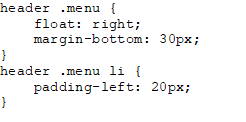 header .menu {
    float: right;
    margin-bottom: 30px;
}
header .menu li {
    padding-left: 20px;
}